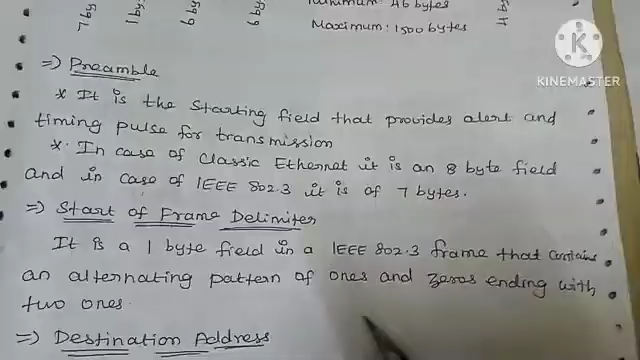 Minimum: 46 bytes
Maximum: 1500 bytes
KINEMASTER
=) Preamble
* It is the starting field that provides alert and
timing pulse for transmission
* In case of Classic Ethernet it is an 8 byte field
and in case of IEEE 802.3 it is of 7 bytes.
=) Start of Frame Delimiter
It is a 1 byte field in a IEEE 802.3 frame that contains
an alternating pattern of ones and zeros ending with
two ones.
=) Destination Address